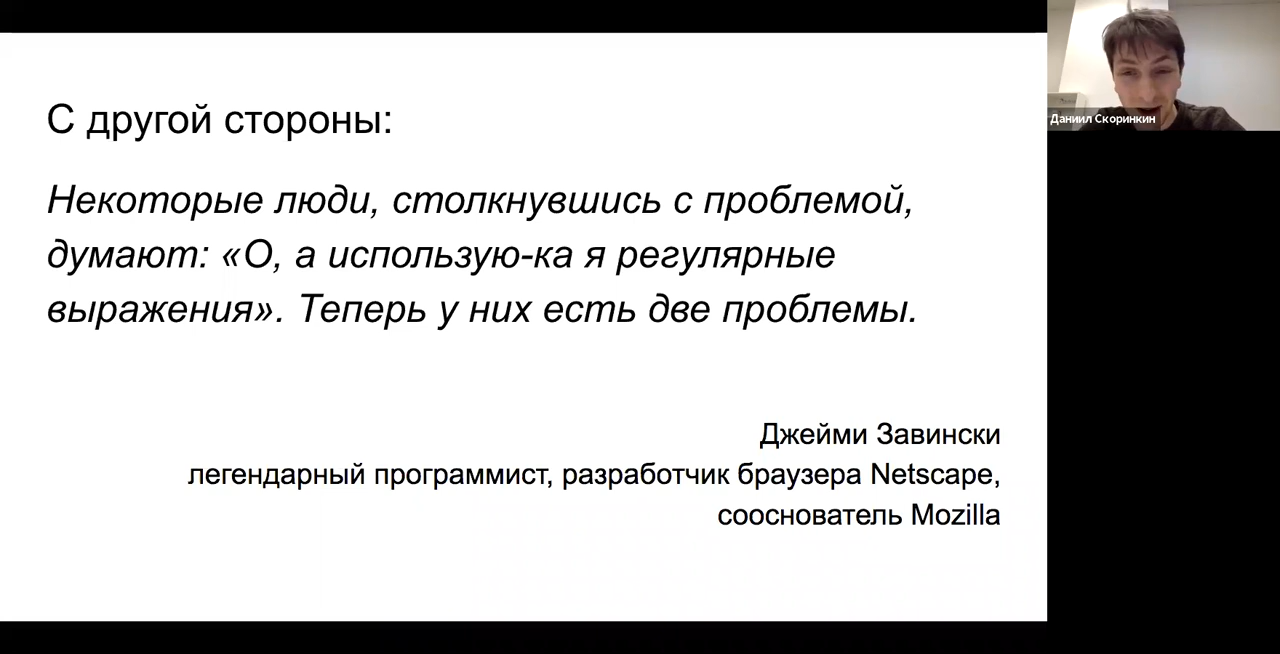 С другой стороны:
Некоторые люди, столкнувшись с проблемой,
думают: «О, а использую-ка я регулярные
выражения». Теперь у них есть две проблемы.
Джейми Завински
легендарный программист, разработчик браузера Netscape,
сооснователь Mozilla
Даниил Скоринкин